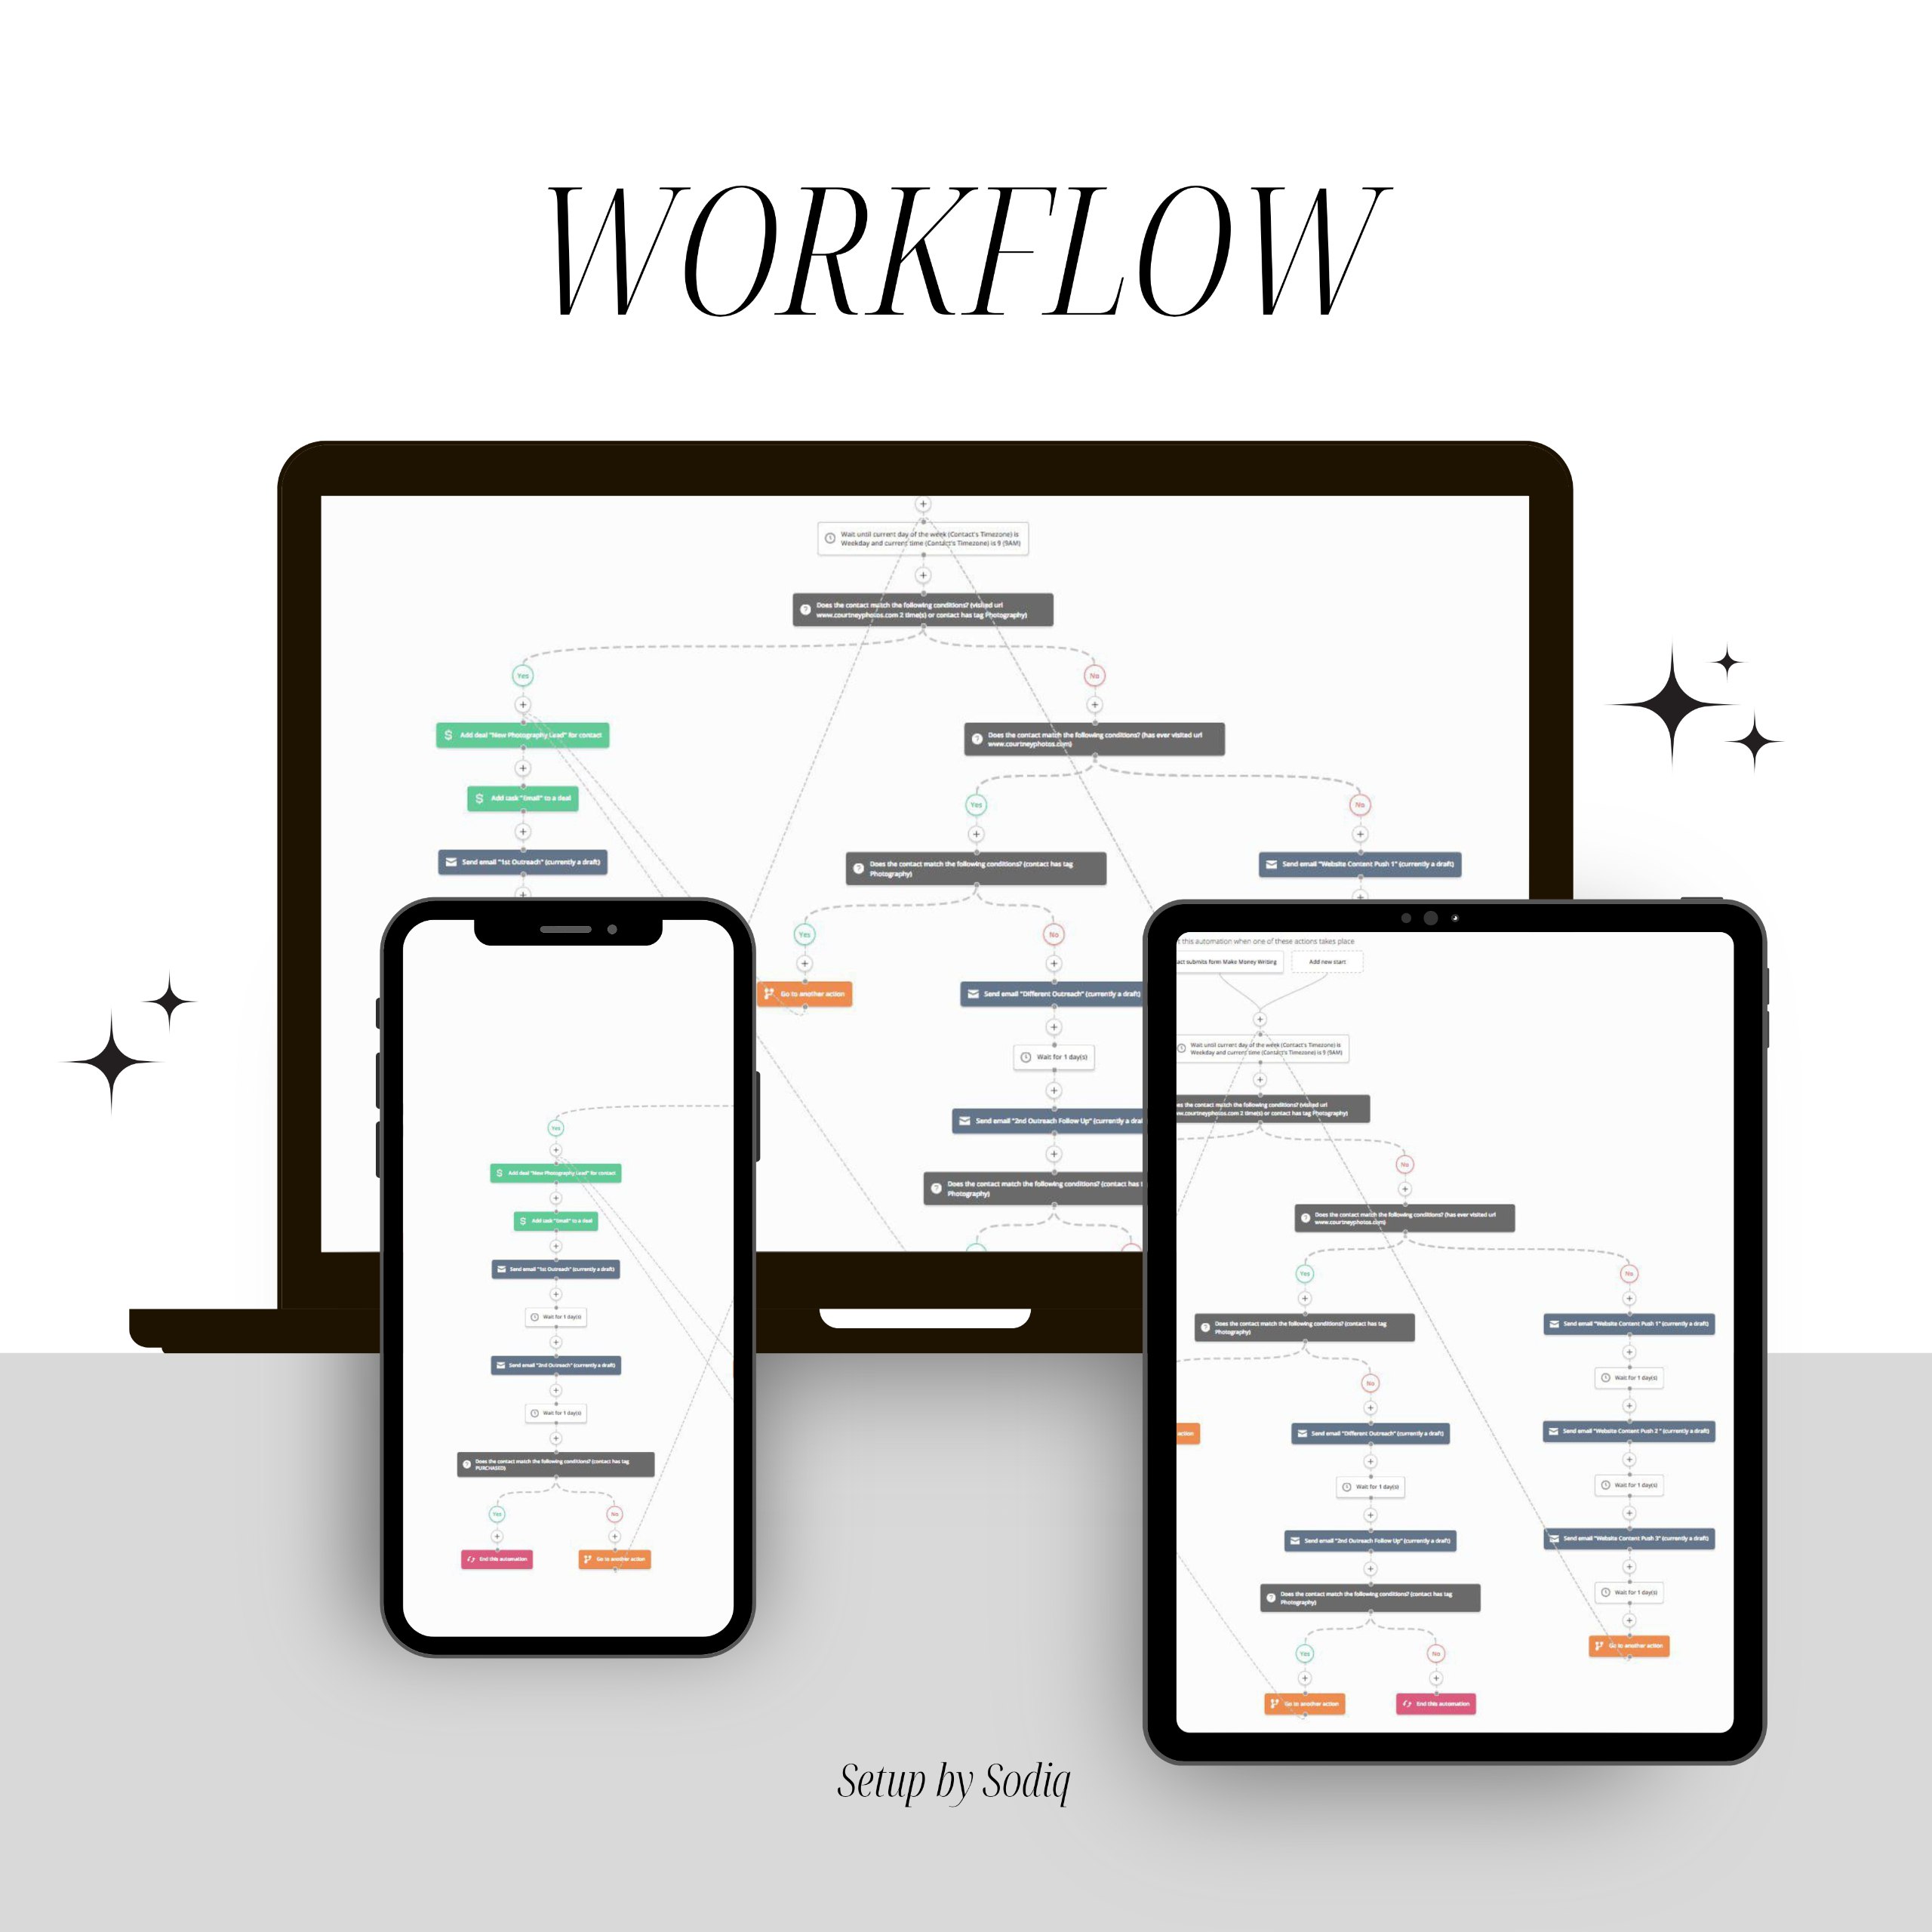 WORKFLOW
Wait until current day of the week (Contact's Timezone) is
Weekday and current time (Contact's Timezone) is 9 (9AM)
Does the contact match the following conditions? (visited url
www.courtneyphotos.com 2 time(s) or contact has tag Photography)
Yes
No
Add deal "New Photography Lead" for contact
Does the contact match the following conditions? (has ever visited url
www.courtneyphotos.com)
Add task "Email" to a deal
Yes
No
Send email "1st Outreach" (currently a draft)
Does the contact match the following conditions? (contact has tag
Photography)
Send email "Website Content Push 1" (currently a draft)
Yes
No
Go to another action
Send email "Different Outreach" (currently a draft)
Wait for 1 day(s)
Send email "2nd Outreach Follow Up" (currently a draf
Does the contact match the following conditions? (contact has t
Photography)
Yes
Add deal "New Photography Lead" for contact
Add task "Email" to a deal
Send email "1st Outreach" (currently a draft)
Wait for 1 day(s)
Send email "2nd Outreach" (currently a draft)
Wait for 1 day(s)
Does the contact match the following conditions? (contact has tag
PURCHASED)
Yes
No
End this automation
Go to another action
t this automation when one of these actions takes place
act submits form Make Money Writing
Add new start
Wait until current day of the week (Contact's Timezone) is
Weekday and current time (Contact's Timezone) is 9 (9AM)
es the contact match the following conditions? (visited url
ww.courtneyphotos.com 2 time(s) or contact has tag Photography)
No
Does the contact match the following conditions? (has ever visited url
www.courtneyphotos.com)
Yes
No
Does the contact match the following conditions? (contact has tag
Photography)
Send email "Website Content Push 1" (currently a draft)
Wait for 1 day(s)
No
action
Send email "Different Outreach" (currently a draft)
Send email "Website Content Push 2 " (currently a draft)
Wait for 1 day(s)
Wait for 1 day(s)
Send email "2nd Outreach Follow Up" (currently a draft)
Send email "Website Content Push 3" (currently a draft)
Does the contact match the following conditions? (contact has tag
Photography)
Wait for 1 day(s)
Yes
No
Go to another action
Go to another action
End this automation
Setup by Sodiq